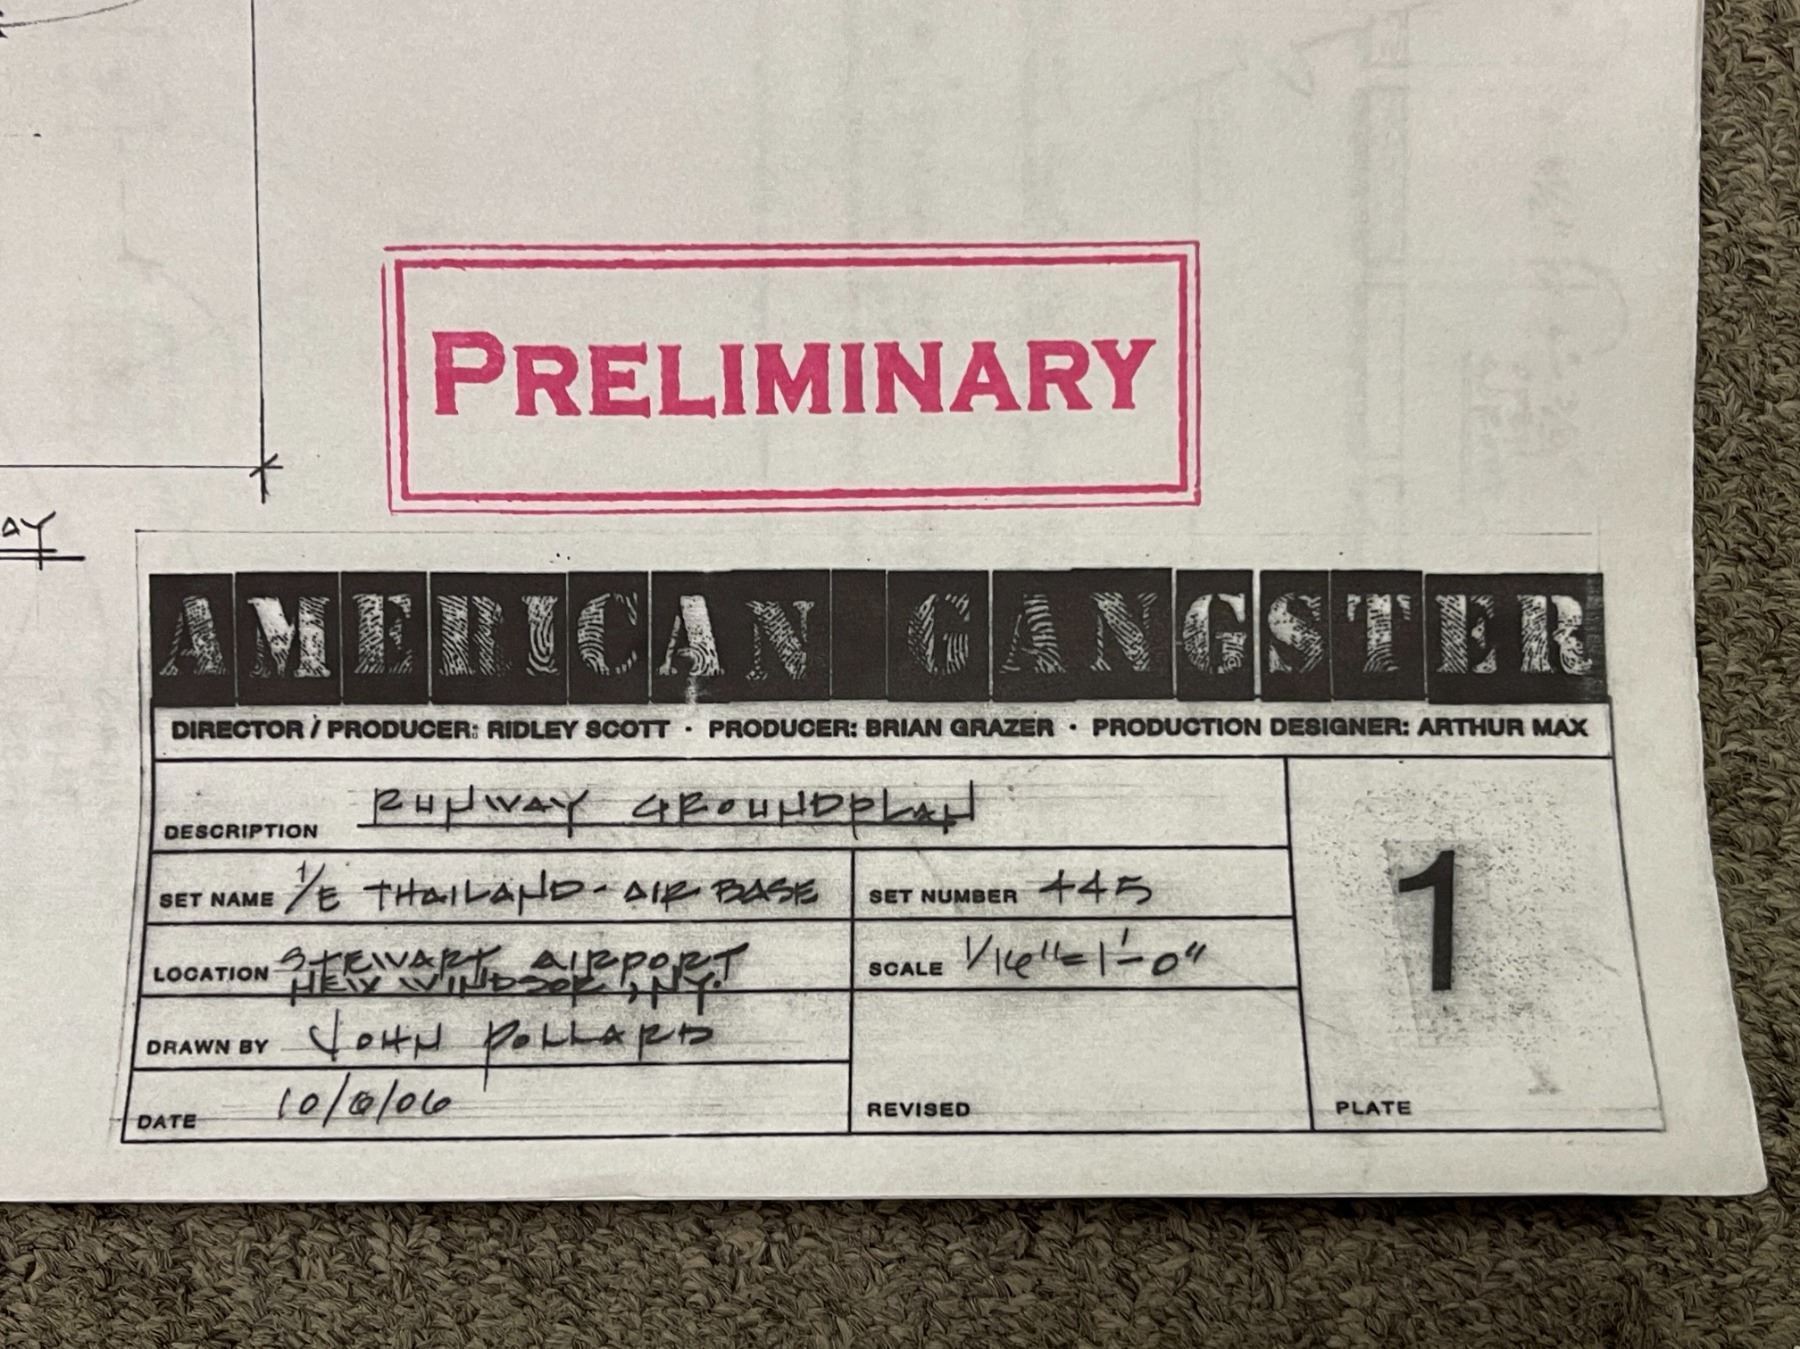 PRELIMINARY
AY
AMERICAN GANGSTER
DIRECTOR / PRODUCER: RIDLEY SCOTT · PRODUCER: BRIAN GRAZER · PRODUCTION DESIGNER: ARTHUR MAX
DESCRIPTION RUNWAY GROUNDPLAN
SET NAME I/E THAILAND - AIR BASE
SET NUMBER 445
LOCATION STEWART AIRPORT
NEW WINDSOR, NY.
SCALE 1/16"=1'-0"
DRAWN BY JOHN POLLARD
DATE 10/6/06
REVISED
1
PLATE